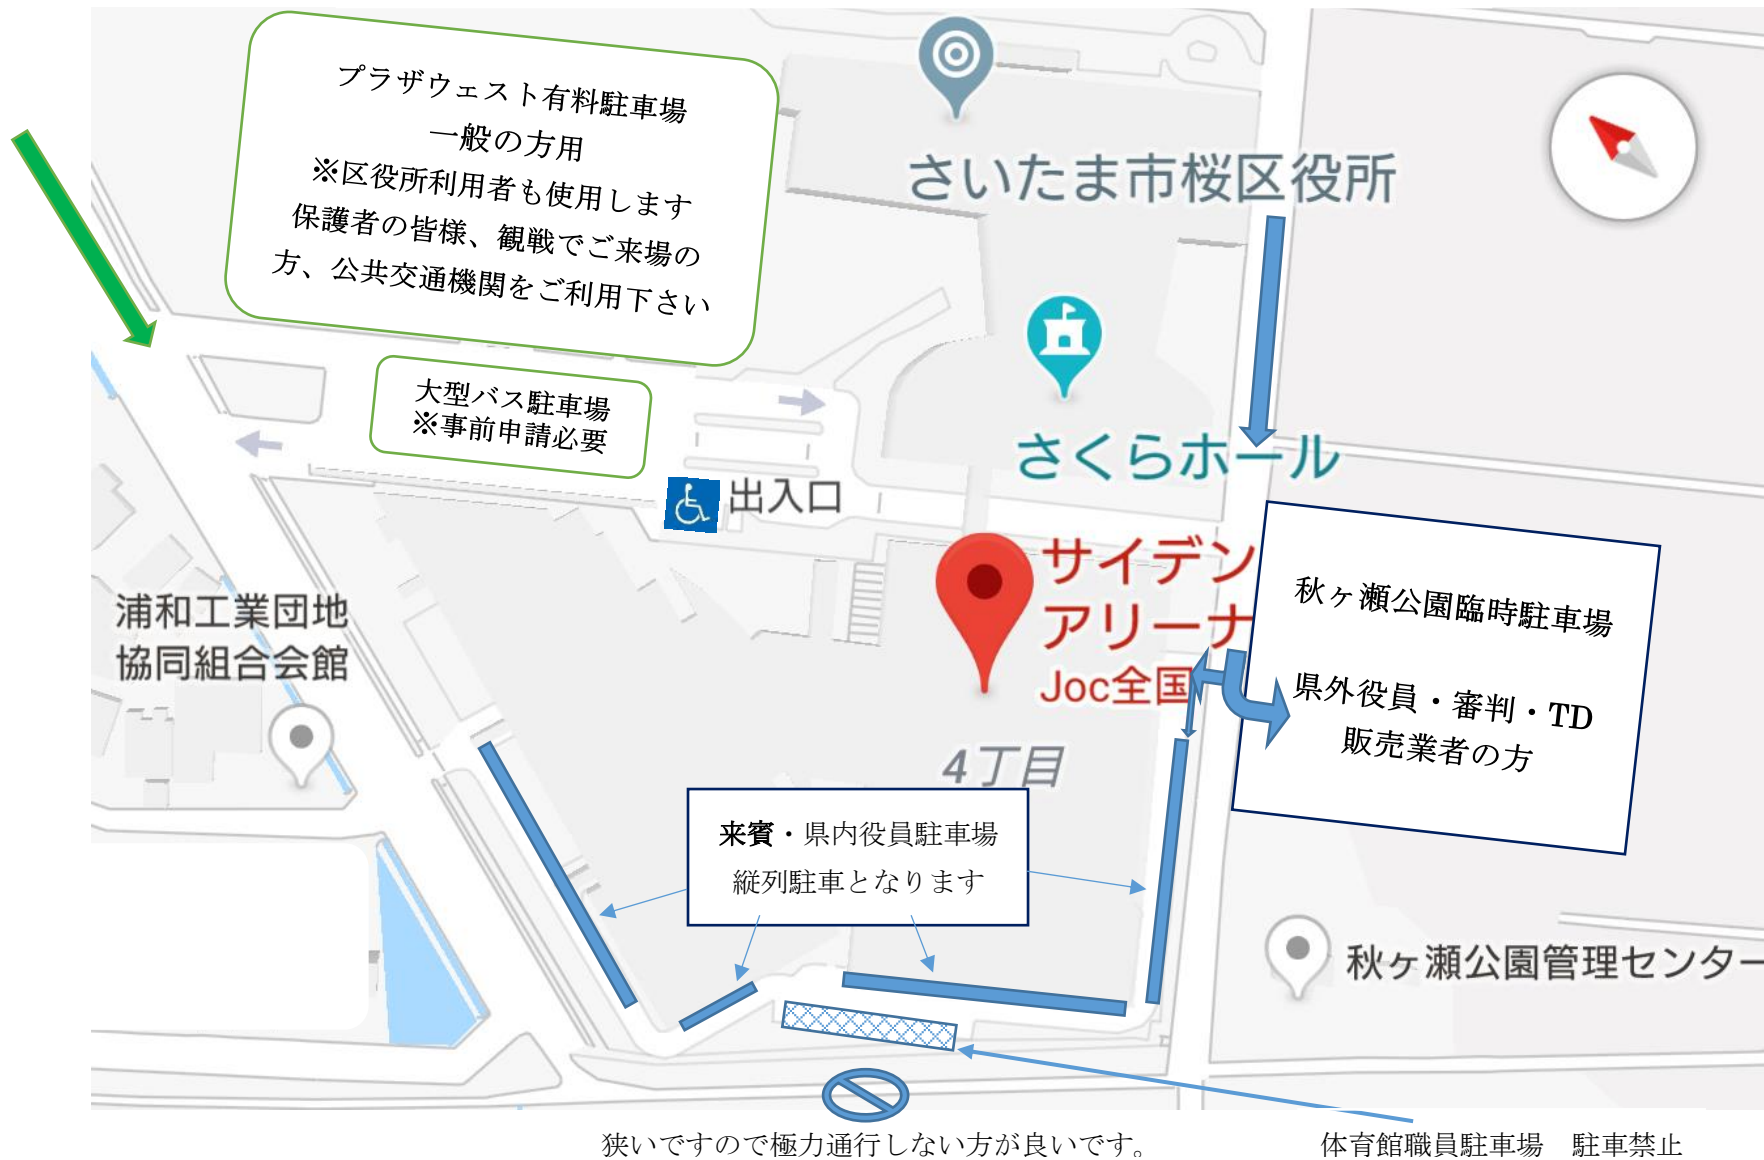 プラザウェスト有料駐車場
一般の方用
※区役所利用者も使用します
保護者の皆様、観戦でご来場の
方、公共交通機関をご利用下さい
さいたま市桜区役所
大型バス駐車場
※事前申請必要
さくらホール
出入口
サイデン
アリーナ
Joc全国
秋ヶ瀬公園臨時駐車場
県外役員・審判・TD
販売業者の方
浦和工業団地
協同組合会館
4丁目
来賓・県内役員駐車場
縦列駐車となります
秋ヶ瀬公園管理センター
狭いですので極力通行しない方が良いです。
体育館職員駐車場　駐車禁止